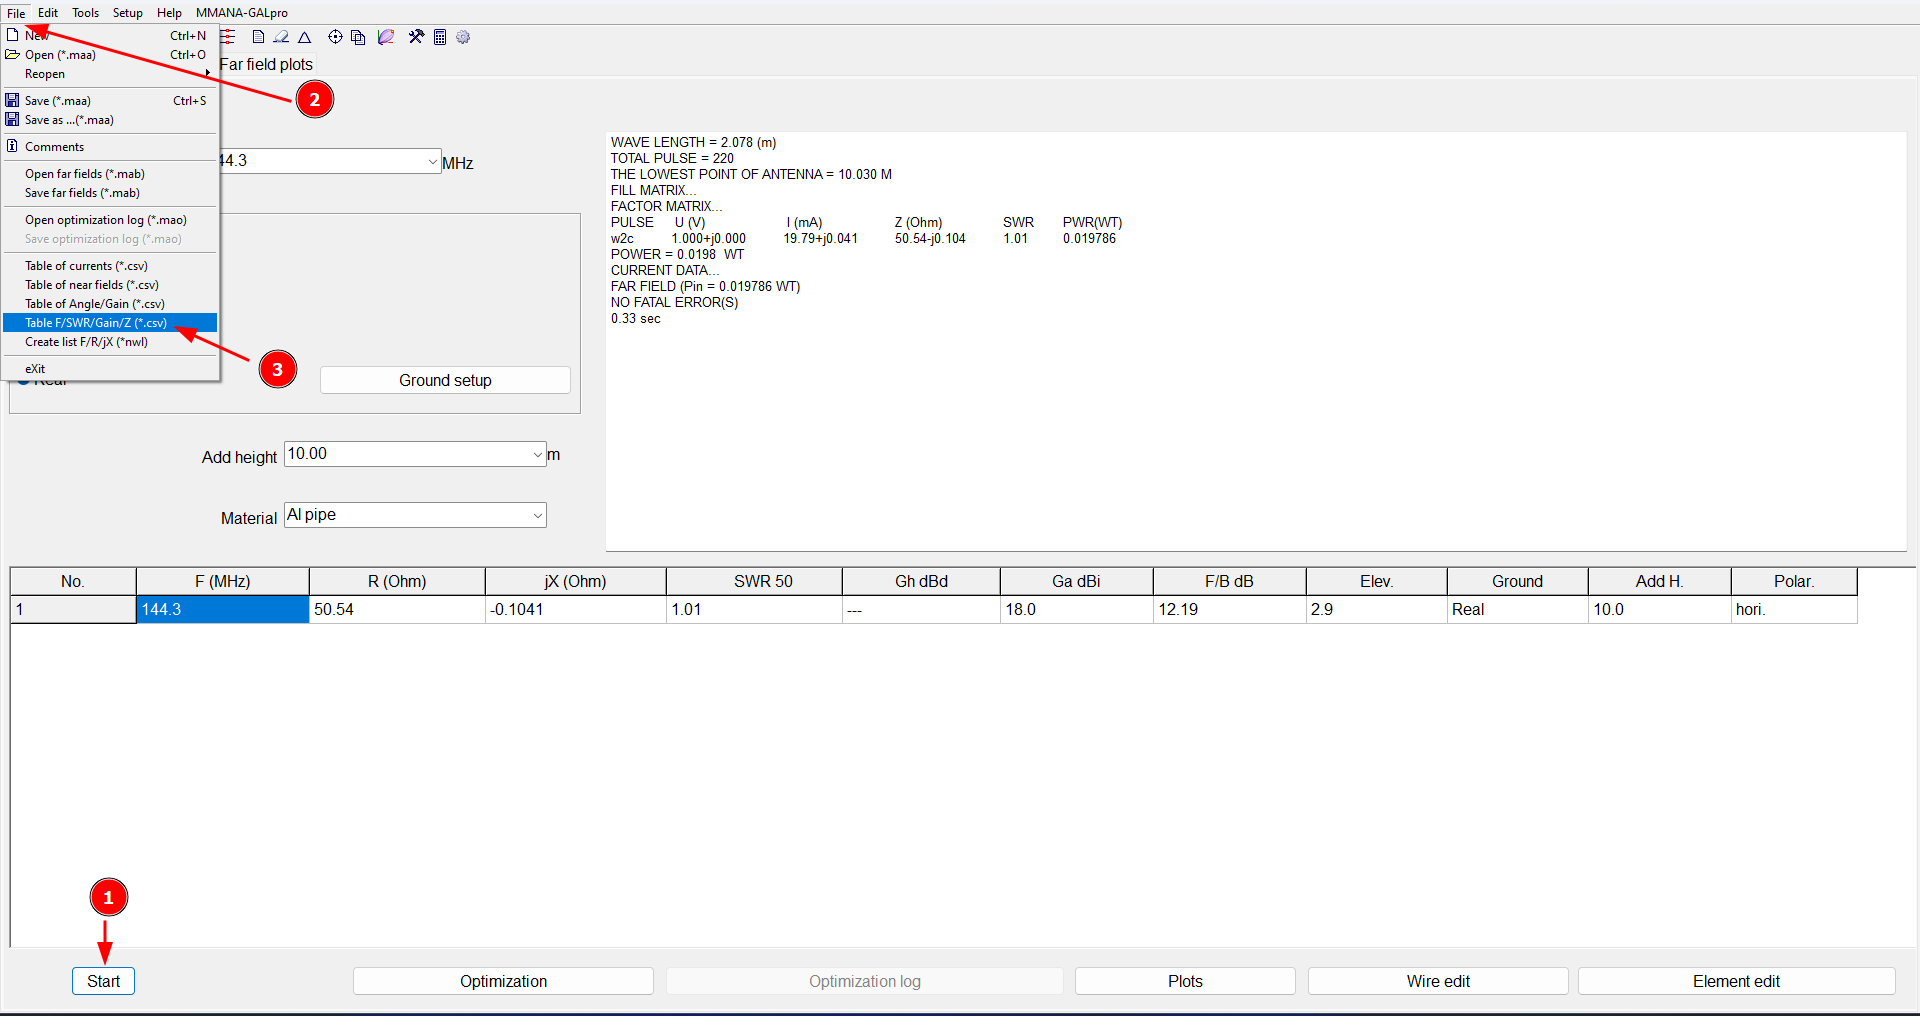 File Edit Tools Setup Help MMANA-GALpro
New Ctrl+N
Open (*.maa) Ctrl+O
Reopen
Far field plots
Save (*.maa) Ctrl+S
Save as ...(*.maa)
2
Comments
Open far fields (*.mab)
Save far fields (*.mab)
Open optimization log (*.mao)
Save optimization log (*.mao)
Table of currents (*.csv)
Table of near fields (*.csv)
Table of Angle/Gain (*.csv)
Table F/SWR/Gain/Z (*.csv)
Create list F/R/jX (*nwl)
eXit
3
44.3 MHz
Real
Ground setup
Add height 10.00 m
Material Al pipe
WAVE LENGTH = 2.078 (m)
TOTAL PULSE = 220
THE LOWEST POINT OF ANTENNA = 10.030 M
FILL MATRIX...
FACTOR MATRIX...
PULSE U (V) I (mA) Z (Ohm) SWR PWR(WT)
w2c 1.000+j0.000 19.79+j0.041 50.54-j0.104 1.01 0.019786
POWER = 0.0198 WT
CURRENT DATA...
FAR FIELD (Pin = 0.019786 WT)
NO FATAL ERROR(S)
0.33 sec
No. F (MHz) R (Ohm) jX (Ohm) SWR 50 Gh dBd Ga dBi F/B dB Elev. Ground Add H. Polar.
1 144.3 50.54 -0.1041 1.01 --- 18.0 12.19 2.9 Real 10.0 hori.
1
Start Optimization Optimization log Plots Wire edit Element edit